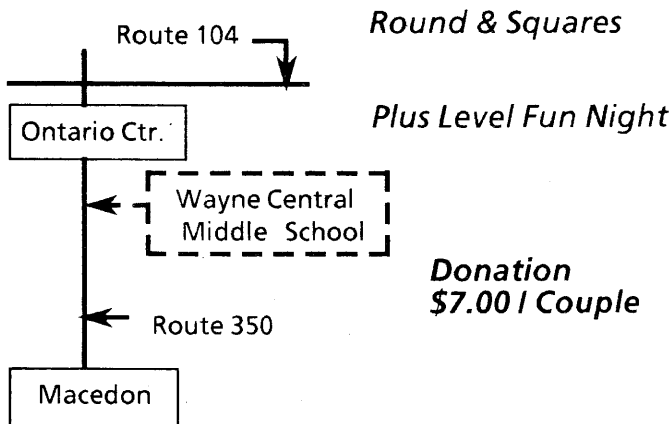 Route 104
Round & Squares
Ontario Ctr.
Plus Level Fun Night
Wayne Central
Middle School
Donation
$7.00 / Couple
Route 350
Macedon